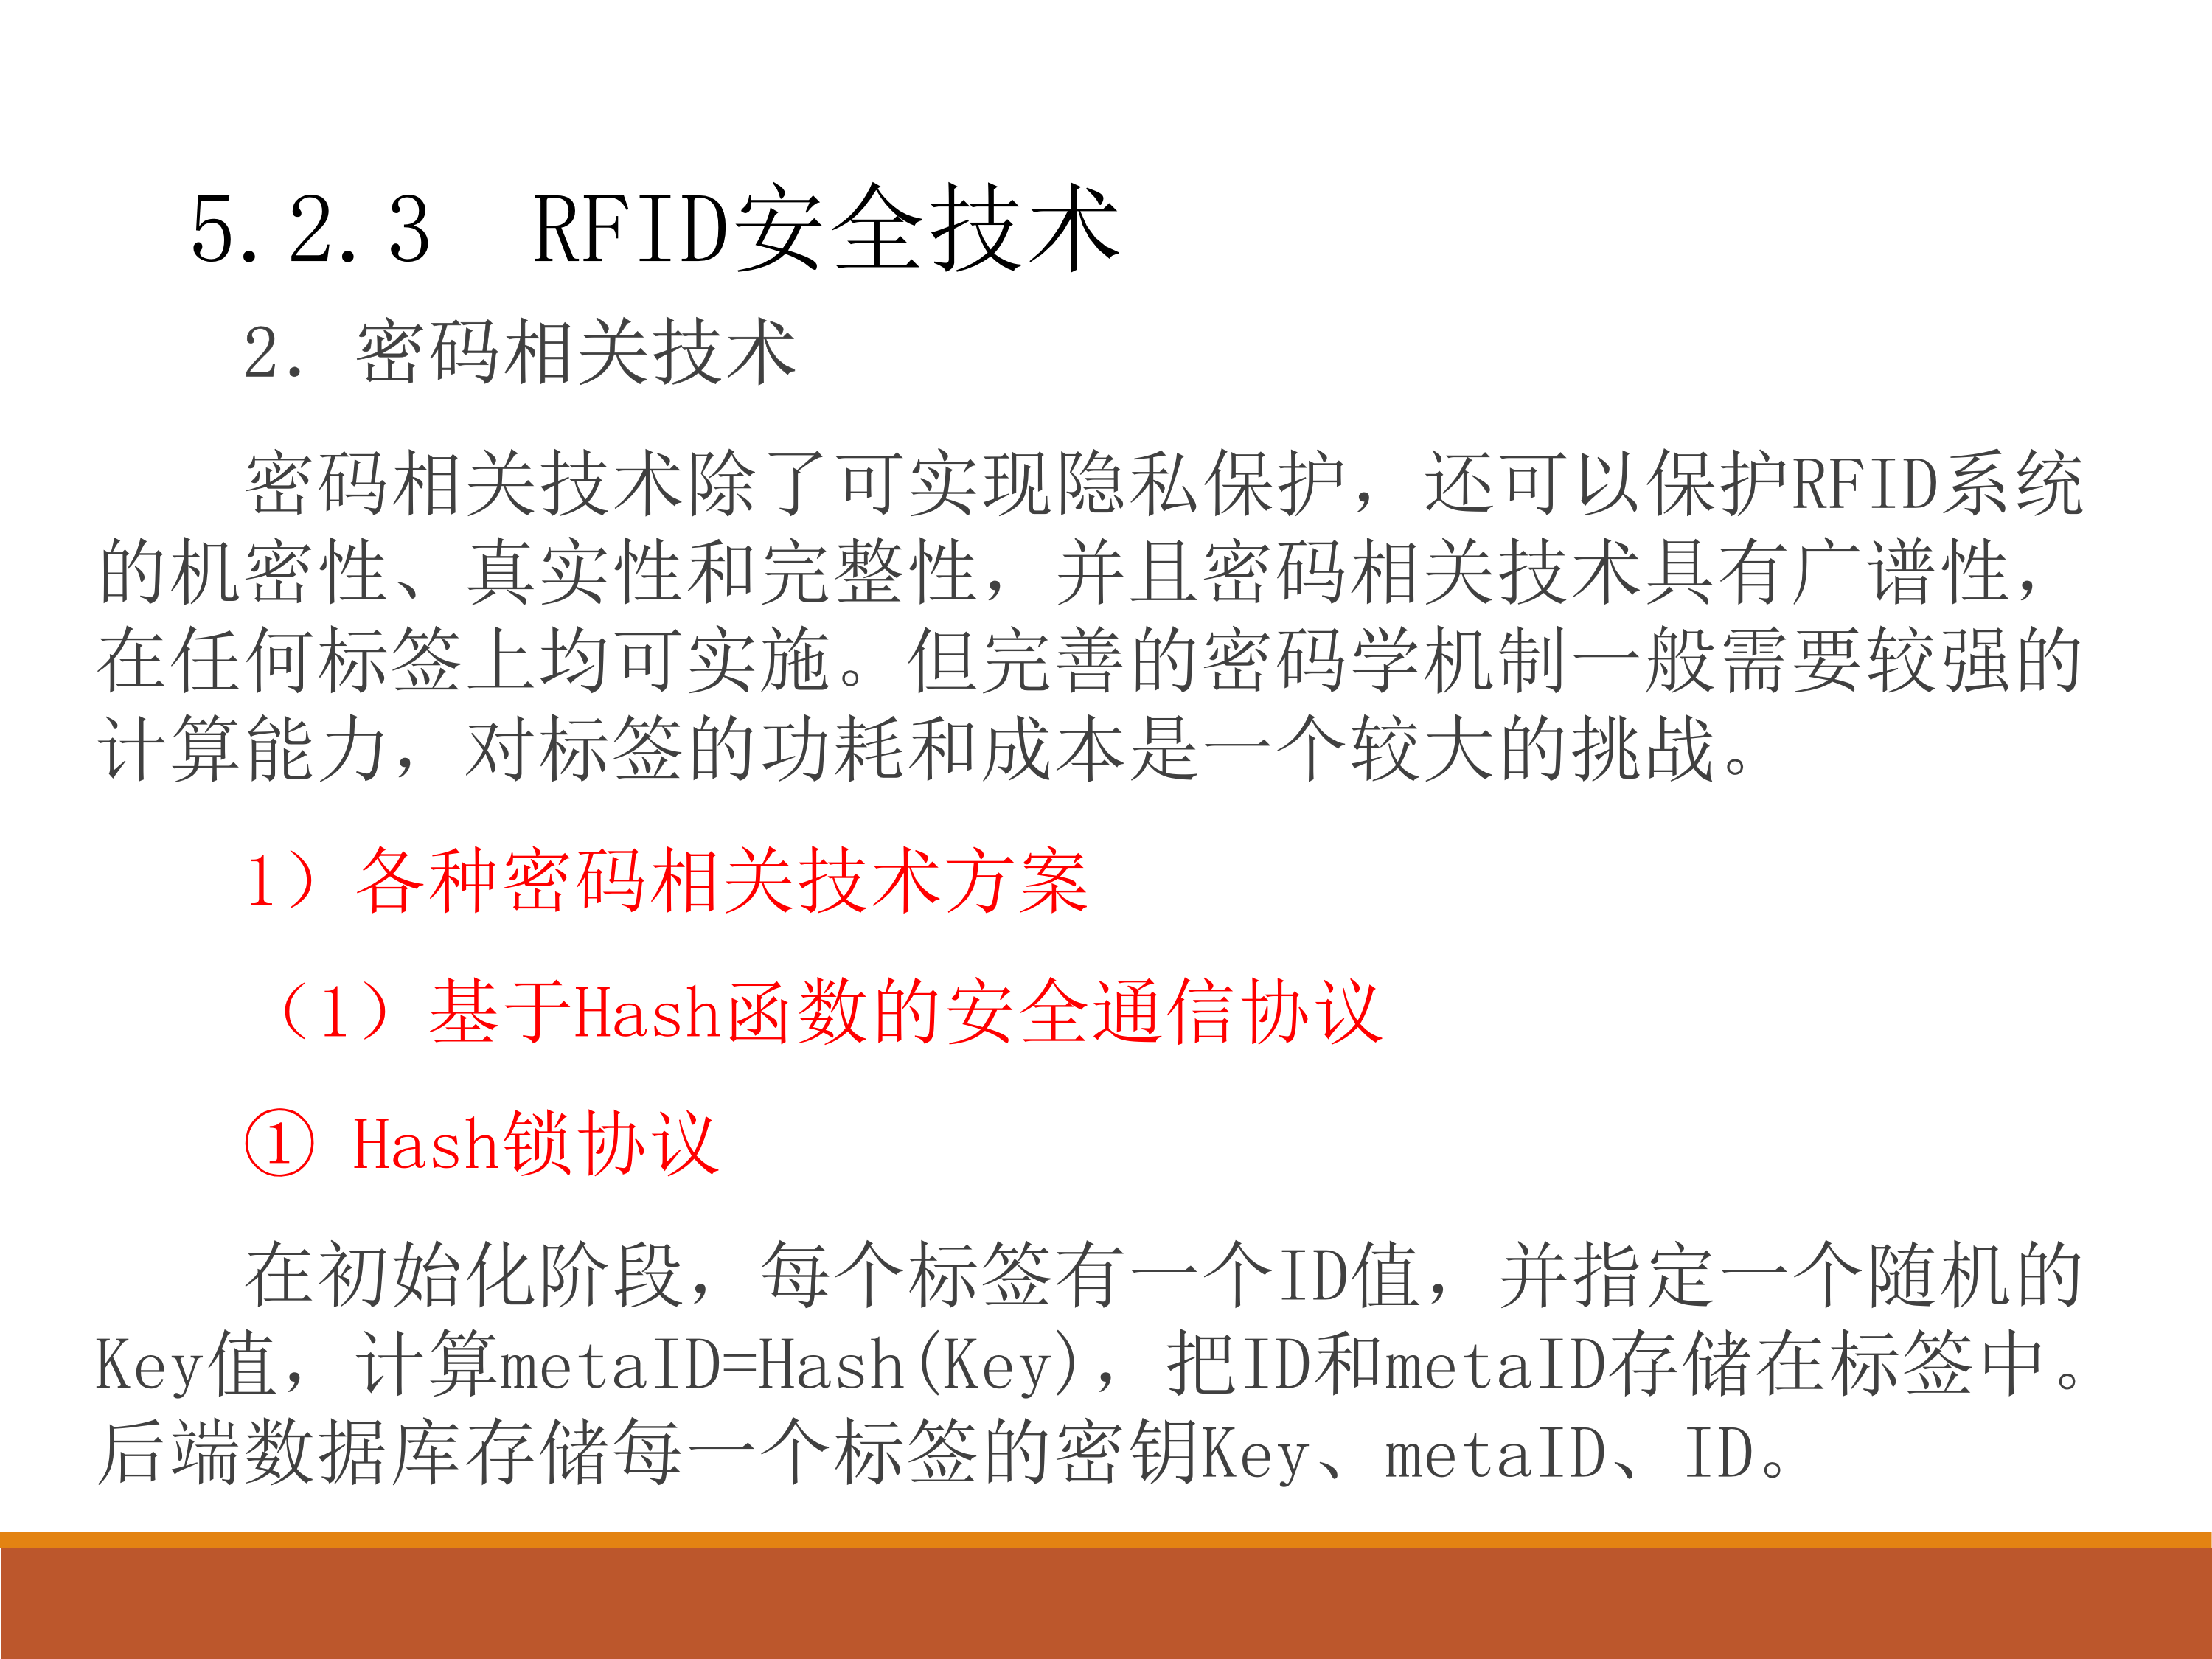 5.2.3  RFID安全技术
2. 密码相关技术
密码相关技术除了可实现隐私保护，还可以保护RFID系统
的机密性、真实性和完整性，并且密码相关技术具有广谱性，
在任何标签上均可实施。但完善的密码学机制一般需要较强的
计算能力，对标签的功耗和成本是一个较大的挑战。
1）各种密码相关技术方案
（1）基于Hash函数的安全通信协议
① Hash锁协议
在初始化阶段，每个标签有一个ID值，并指定一个随机的
Key值，计算metaID=Hash(Key)，把ID和metaID存储在标签中。
后端数据库存储每一个标签的密钥Key、metaID、ID。